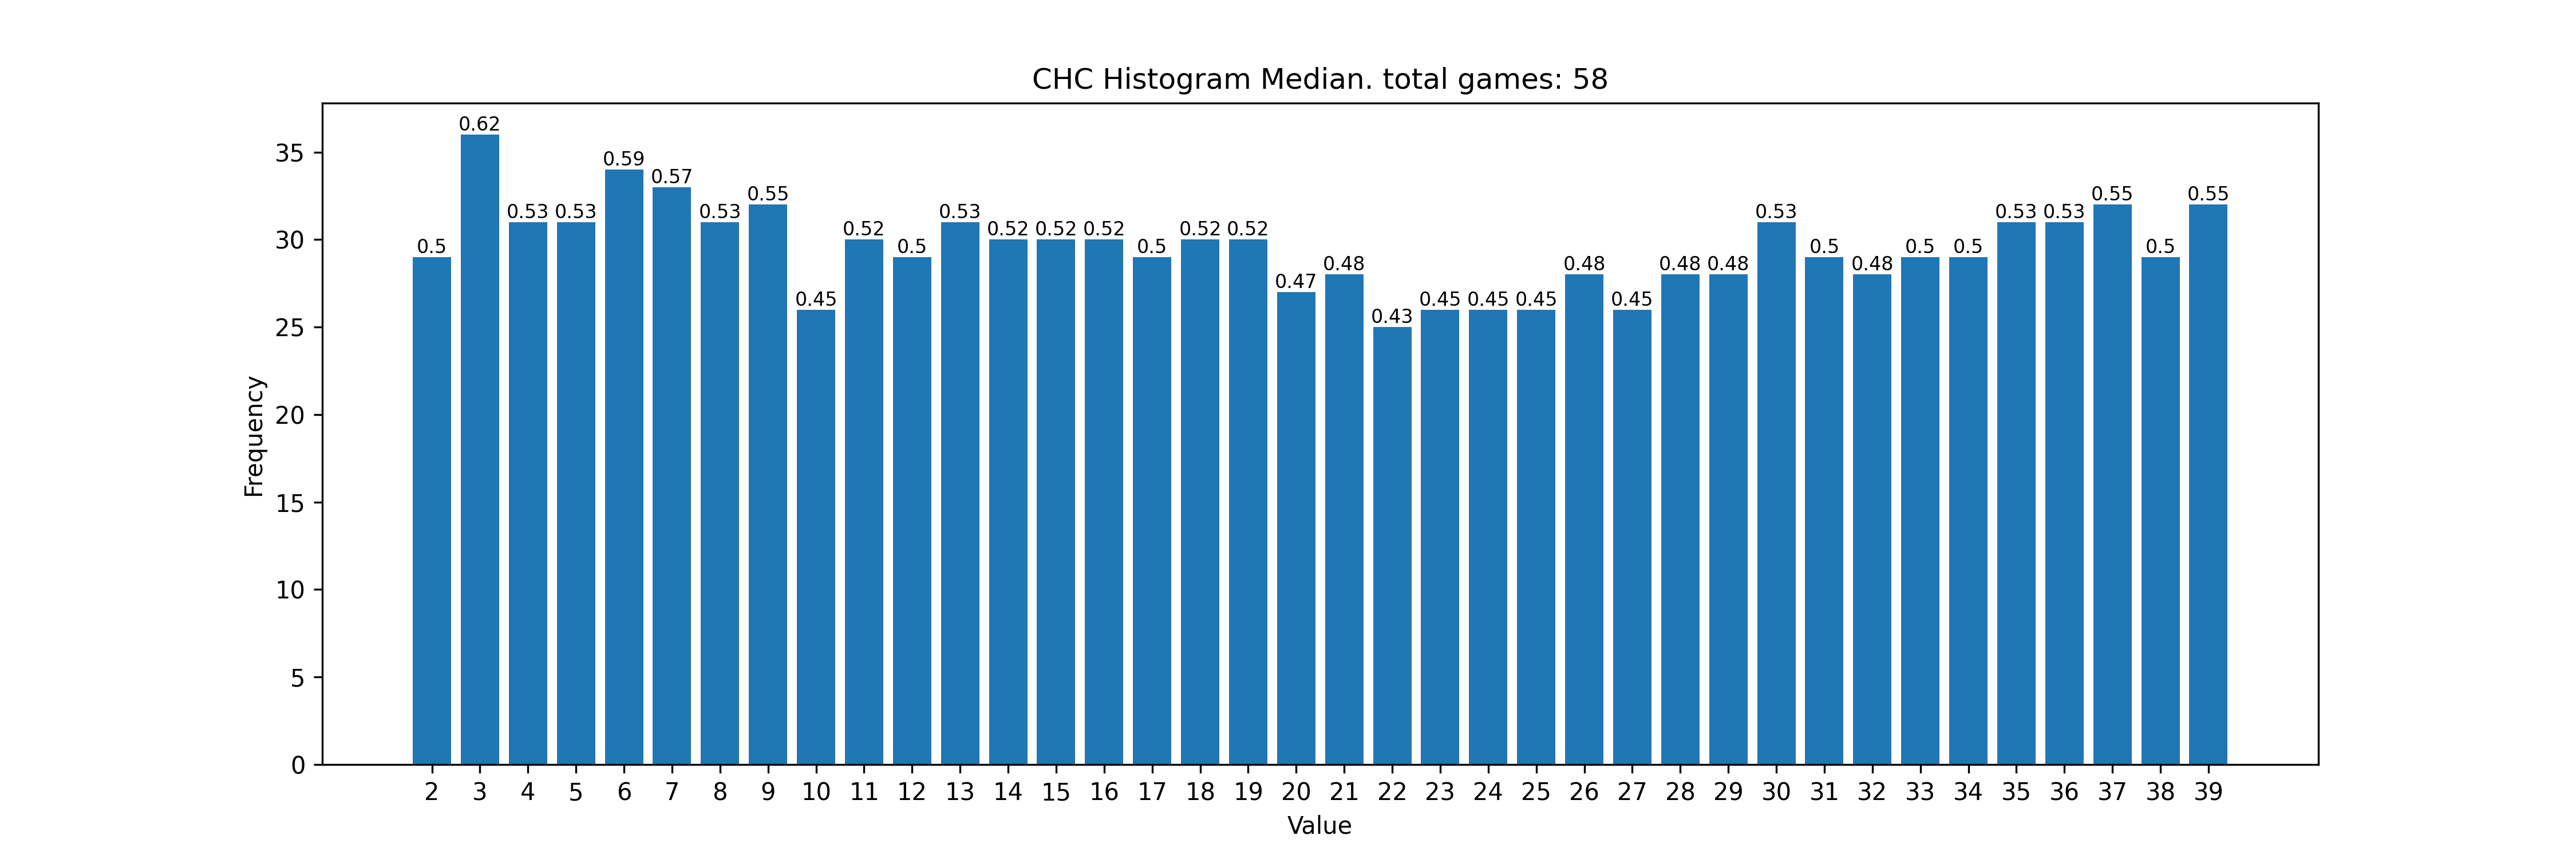 CHC Histogram Median. total games: 58
0.5 0.62 0.53 0.53 0.59 0.57 0.53 0.55 0.45 0.52 0.5 0.53 0.52 0.52 0.52 0.5 0.52 0.52 0.47 0.48 0.43 0.45 0.45 0.45 0.48 0.45 0.48 0.48 0.53 0.5 0.48 0.5 0.5 0.53 0.53 0.55 0.5 0.55
35
30
25
20
15
10
5
0
Frequency
2 3 4 5 6 7 8 9 10 11 12 13 14 15 16 17 18 19 20 21 22 23 24 25 26 27 28 29 30 31 32 33 34 35 36 37 38 39
Value